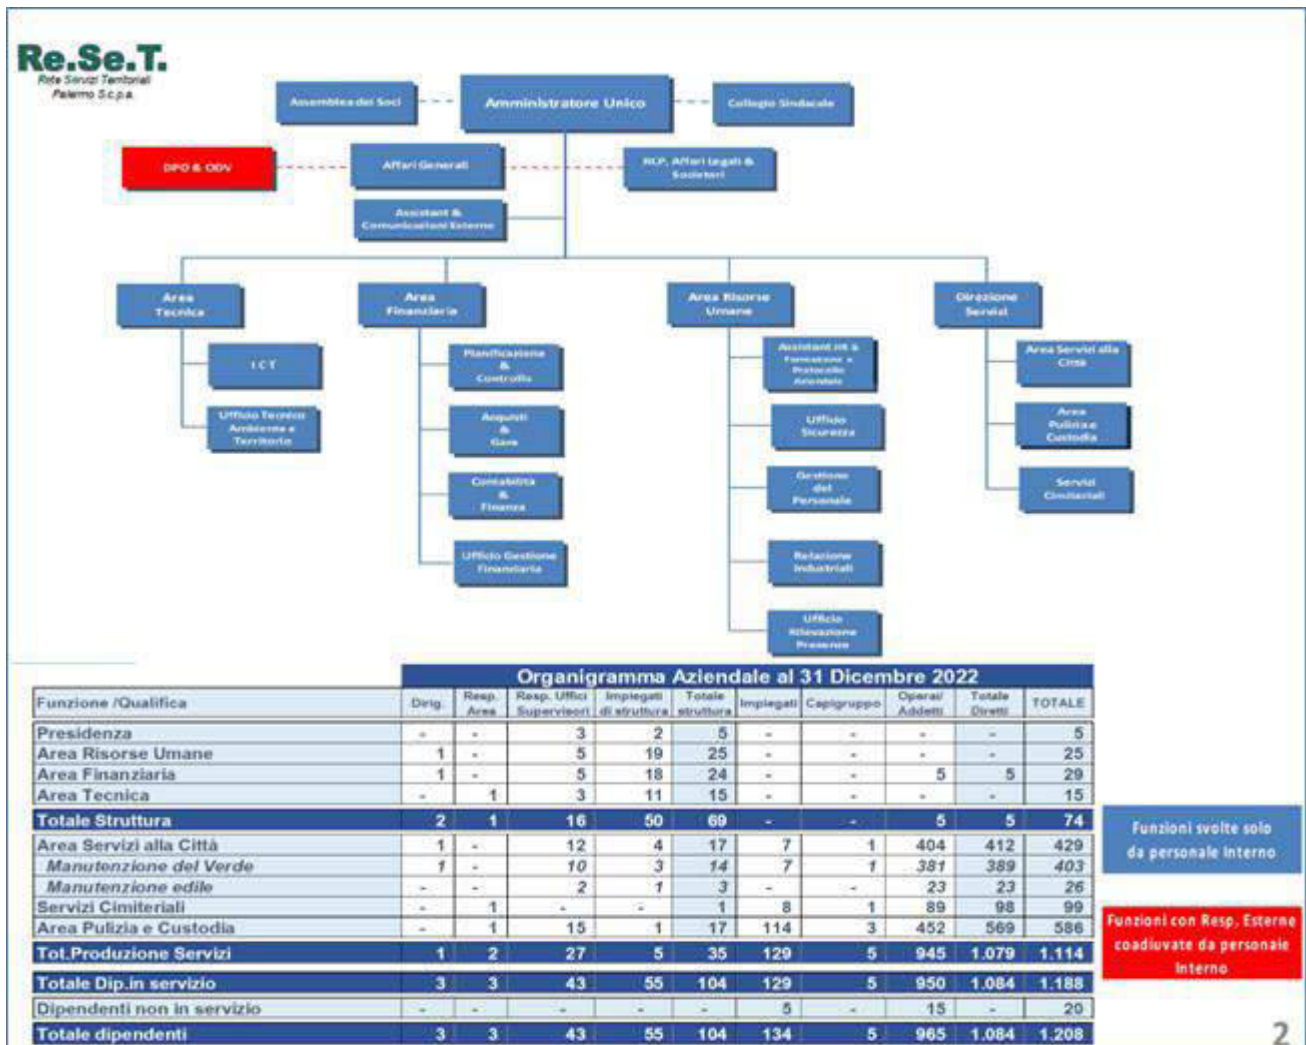 Re.Se.T.
Rete Servizi Territoriali
Palermo S.c.p.a.
Assemblea dei Soci
Amministratore Unico
Collegio Sindacale
DPO & ODV
Affari Generali
RCP, Affari Legali &
Societari
Assistant &
Comunicazioni Esterne
Area
Tecnica
Area
Finanziaria
Area Risorse
Umane
Direzione
Servizi
ICT
Ufficio Tecnico
Ambiente e
Territorio
Planificazione
&
Controllo
Acquisti
&
Gare
Contabilità
&
Finanza
Ufficio Gestione
Finanziaria
Assistant HR &
Formazione e
Protocollo
Aziendale
Ufficio
Sicurezza
Gestione
del
Personale
Relazione
Industriali
Ufficio
Rilevazione
Presenze
Area Servizi alla
Città
Area
Pulizia e
Custodia
Servizi
Cimiteriali
Organigramma Aziendale al 31 Dicembre 2022
Funzione /Qualifica Dirig. Resp. Area Resp. Uffici Supervisori Impiegati di struttura Totale struttura Impiegati Capigruppo Operai/ Addetti Totale Diretti TOTALE
Presidenza - - 3 2 5 - - - - 5
Area Risorse Umane 1 - 5 19 25 - - - - 25
Area Finanziaria 1 - 5 18 24 - - 5 5 29
Area Tecnica - 1 3 11 15 - - - - 15
Totale Struttura 2 1 16 50 69 - - 5 5 74
Area Servizi alla Città 1 - 12 4 17 7 1 404 412 429
Manutenzione del Verde 1 - 10 3 14 7 1 381 389 403
Manutenzione edile - - 2 1 3 - - 23 23 26
Servizi Cimiteriali - 1 - - 1 8 1 89 98 99
Area Pulizia e Custodia - 1 15 1 17 114 3 452 569 586
Tot.Produzione Servizi 1 2 27 5 35 129 5 945 1.079 1.114
Totale Dip.in servizio 3 3 43 55 104 129 5 950 1.084 1.188
Dipendenti non in servizio - - - - - 5 - 15 - 20
Totale dipendenti 3 3 43 55 104 134 5 965 1.084 1.208
Funzioni svolte solo
da personale Interno
Funzioni con Resp. Esterne
coadiuvate da personale
Interno
2